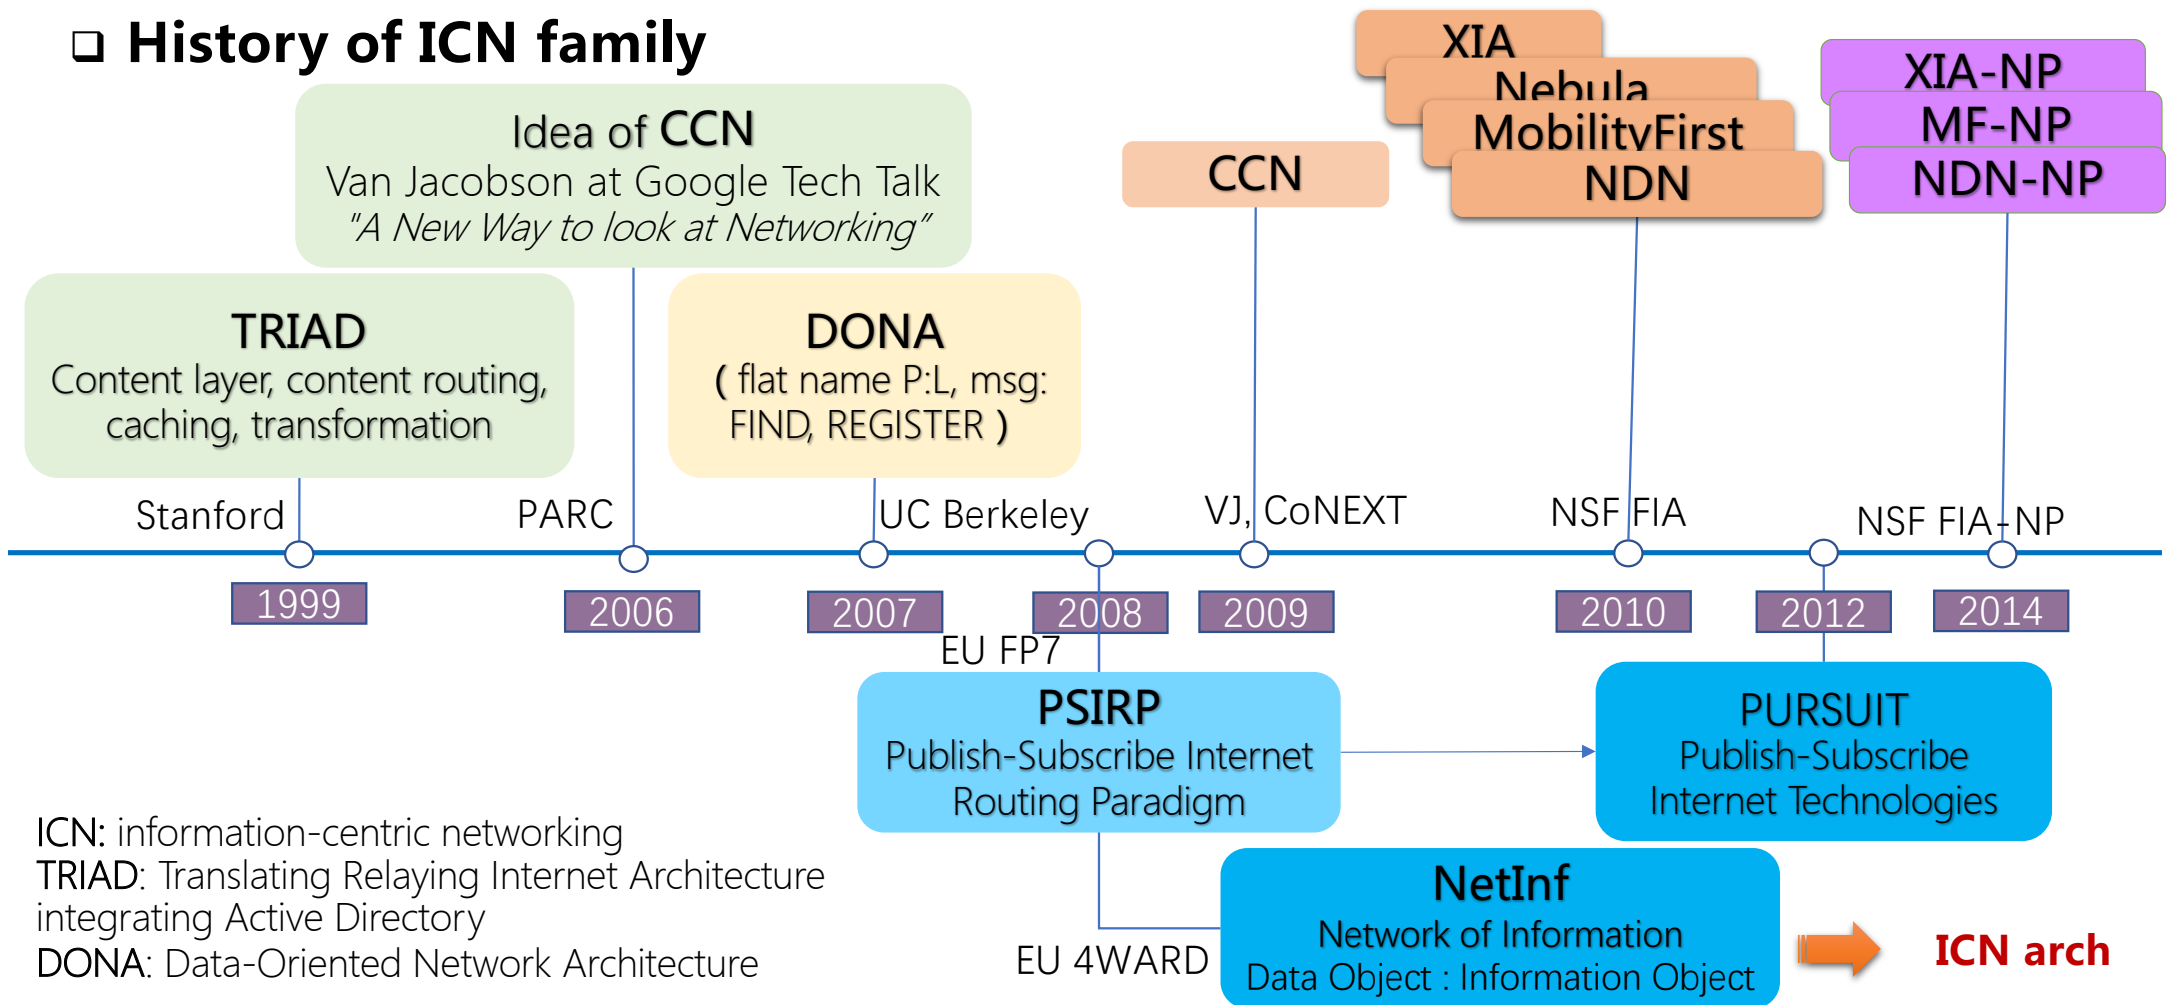 ❑ History of ICN family
Idea of CCN
Van Jacobson at Google Tech Talk
"A New Way to look at Networking"
XIA
Nebula
MobilityFirst
NDN
XIA-NP
MF-NP
NDN-NP
CCN
TRIAD
Content layer, content routing,
caching, transformation
DONA
( flat name P:L, msg:
FIND, REGISTER )
Stanford
PARC
UC Berkeley
VJ, CoNEXT
NSF FIA
NSF FIA-NP
1999
2006
2007
2008
2009
2010
2012
2014
EU FP7
PSIRP
Publish-Subscribe Internet
Routing Paradigm
PURSUIT
Publish-Subscribe
Internet Technologies
ICN: information-centric networking
TRIAD: Translating Relaying Internet Architecture
integrating Active Directory
DONA: Data-Oriented Network Architecture
EU 4WARD
NetInf
Network of Information
Data Object : Information Object
ICN arch